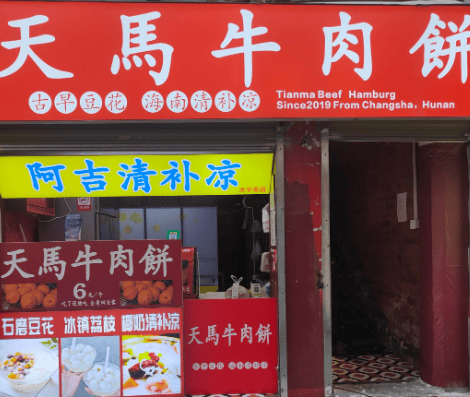 天馬牛肉餅
古早豆花 海南清补凉
Tianma Beef Hamburg
Since2019 From Changsha, Hunan
阿吉清补凉
天馬牛肉餅
6元/个
石磨豆花 冰镇荔枝 椰奶清补凉
天馬牛肉餅